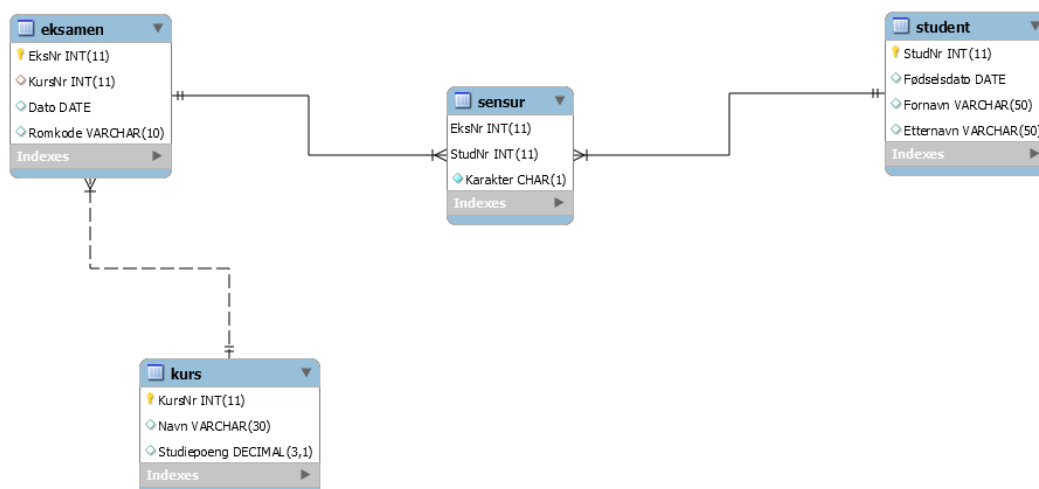 eksamen
EksNr INT(11)
KursNr INT(11)
Dato DATE
Romkode VARCHAR(10)
Indexes
sensur
EksNr INT(11)
StudNr INT(11)
Karakter CHAR(1)
Indexes
student
StudNr INT(11)
Fødselsdato DATE
Fornavn VARCHAR(50)
Etternavn VARCHAR(50)
Indexes
kurs
KursNr INT(11)
Navn VARCHAR(30)
Studiepoeng DECIMAL(3,1)
Indexes